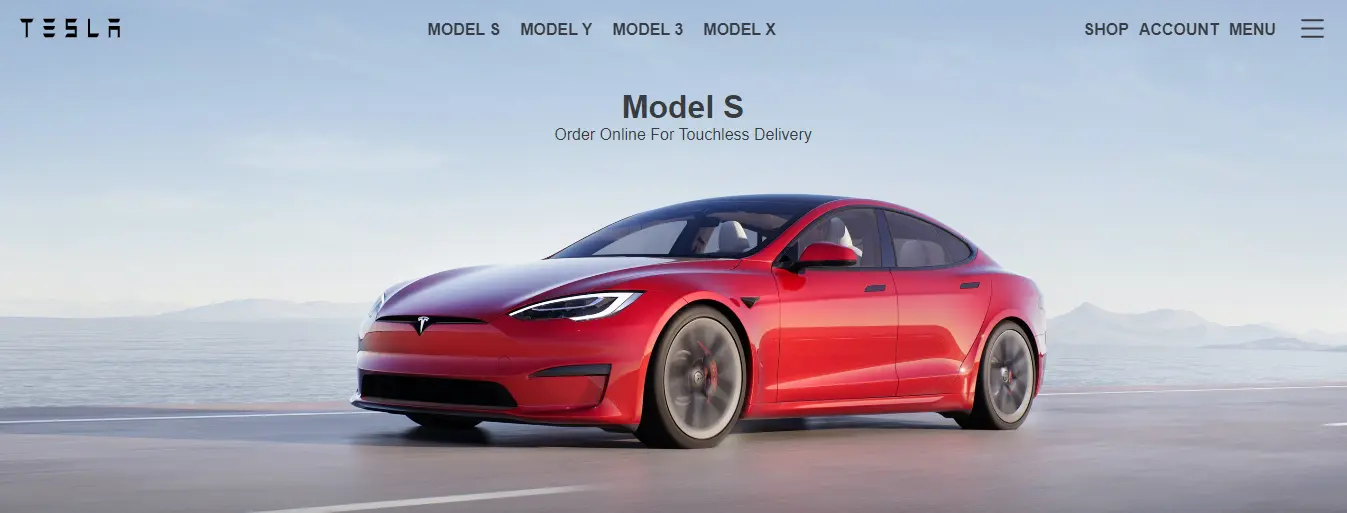 TESLA MODEL S MODEL Y MODEL 3 MODEL X SHOP ACCOUNT MENU
Model S
Order Online For Touchless Delivery